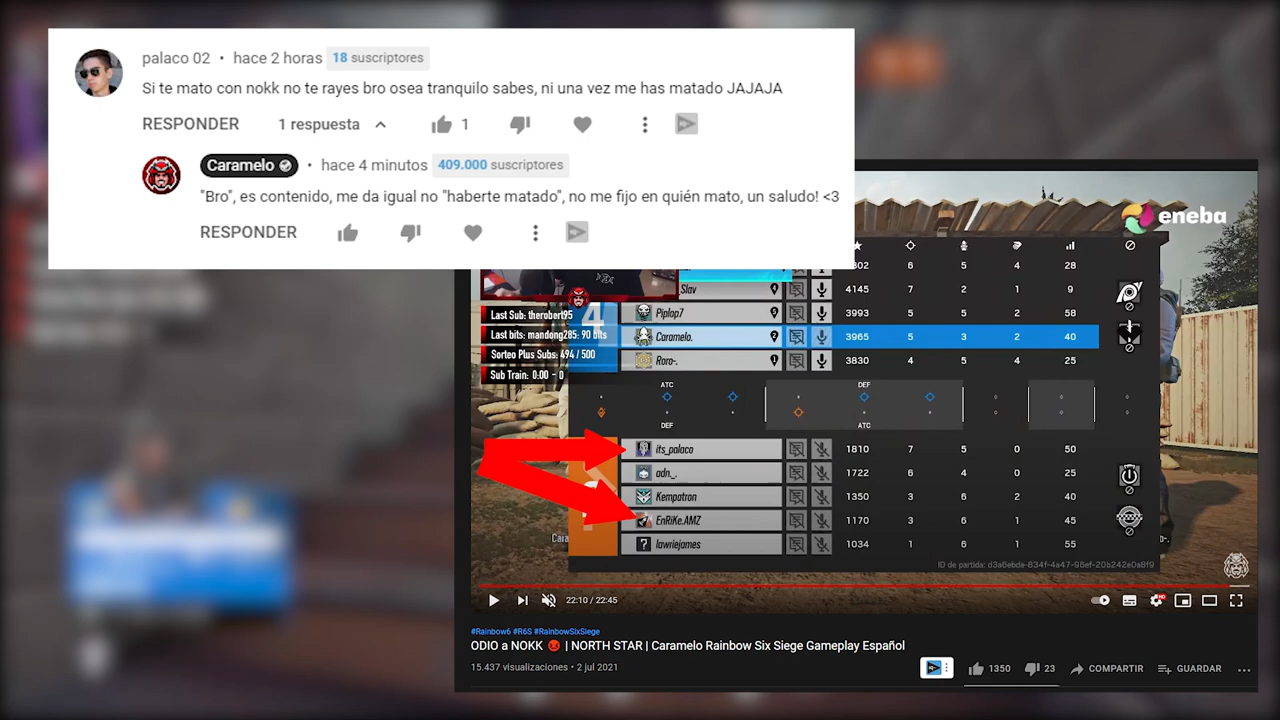 palaco 02 • hace 2 horas 18 suscriptores
Si te mato con nokk no te rayes bro osea tranquilo sabes, ni una vez me has matado JAJAJA
RESPONDER 1 respuesta 1
Caramelo • hace 4 minutos 409.000 suscriptores
"Bro", es contenido, me da igual no "haberte matado", no me fijo en quién mato, un saludo! <3
RESPONDER
eneba
6 5 4 28
Slav 4145 7 2 1 9
Last Sub: therobert95
4
Piplop7 3993 5 5 2 58
Last bits: mandong285: 90 bits
Caramelo. 2 3965 5 3 2 40
Sorteo Plus Subs: 494 / 500
Roro-. 1 3830 4 5 4 25
Sub Train: 0:00 - 0
ATC DEF
DEF ATC
its_palaco 1810 7 5 0 50
adn_. 1722 6 4 0 25
Kempatron 1350 3 6 2 40
EnRiKe.AMZ 1170 3 6 1 45
? lawriejames 1034 1 6 1 55
22:10 / 22:45
HD
#Rainbow6 #R6S #RainbowSixSiege
ODIO a NOKK 😡 | NORTH STAR | Caramelo Rainbow Six Siege Gameplay Español
15.437 visualizaciones • 2 jul 2021
1350 23 COMPARTIR GUARDAR